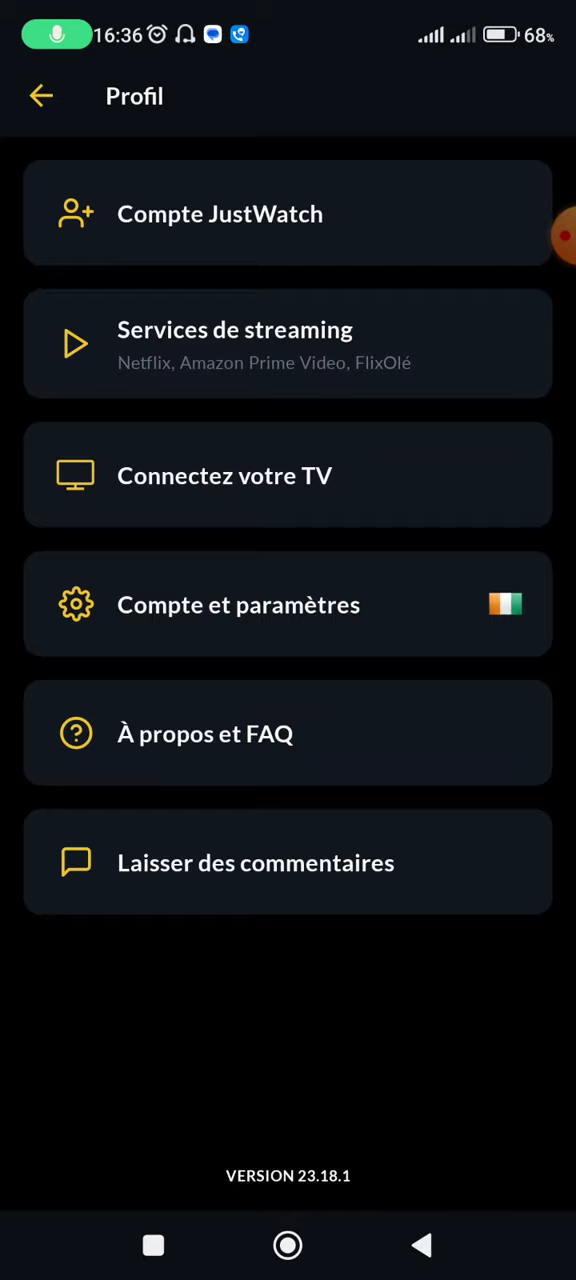 16:36 68%
Profil
Compte JustWatch
Services de streaming
Netflix, Amazon Prime Video, FlixOlé
Connectez votre TV
Compte et paramètres
À propos et FAQ
Laisser des commentaires
VERSION 23.18.1